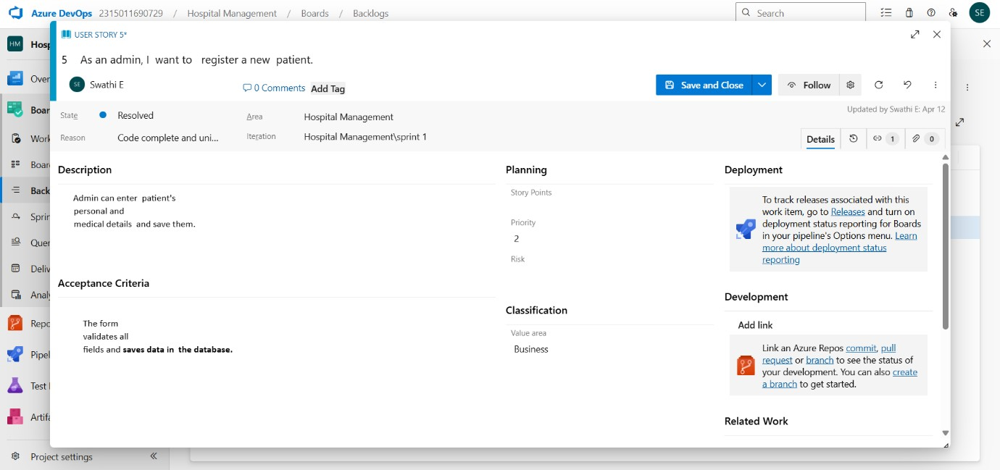 Azure DevOps 2315011690729 / Hospital Management / Boards / Backlogs
Search
SE
HM Hosp
Over
Boar
Work
Boar
Back
Sprin
Quer
Deliv
Analy
Repo
Pipel
Test
Artifa
Project settings
USER STORY 5*
5 As an admin, I want to register a new patient.
SE Swathi E
0 Comments
Add Tag
Save and Close
Follow
State Resolved
Area Hospital Management
Updated by Swathi E: Apr 12
Reason Code complete and uni...
Iteration Hospital Management\sprint 1
Details
1
0
Description
Admin can enter patient's
personal and
medical details and save them.
Acceptance Criteria
The form
validates all
fields and saves data in the database.
Planning
Story Points
Priority
2
Risk
Classification
Value area
Business
Deployment
To track releases associated with this
work item, go to Releases and turn on
deployment status reporting for Boards
in your pipeline's Options menu. Learn
more about deployment status
reporting
Development
Add link
Link an Azure Repos commit, pull
request or branch to see the status of
your development. You can also create
a branch to get started.
Related Work